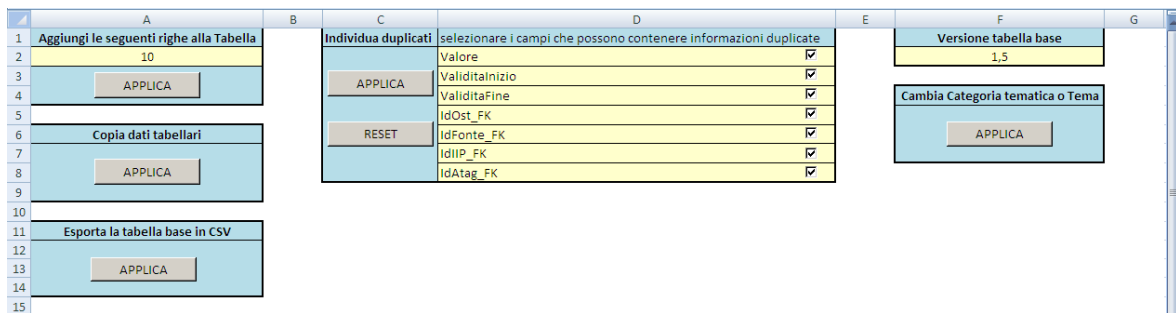 A B C D E F G
1 Aggiungi le seguenti righe alla Tabella Individua duplicati selezionare i campi che possono contenere informazioni duplicate Versione tabella base
2 10 Valore 1,5
3 APPLICA APPLICA ValiditaInizio
4 ValiditaFine Cambia Categoria tematica o Tema
5 IdOst_FK
6 Copia dati tabellari RESET IdFonte_FK APPLICA
7 IdIIP_FK
8 APPLICA IdAtag_FK
9
10
11 Esporta la tabella base in CSV
12
13 APPLICA
14
15